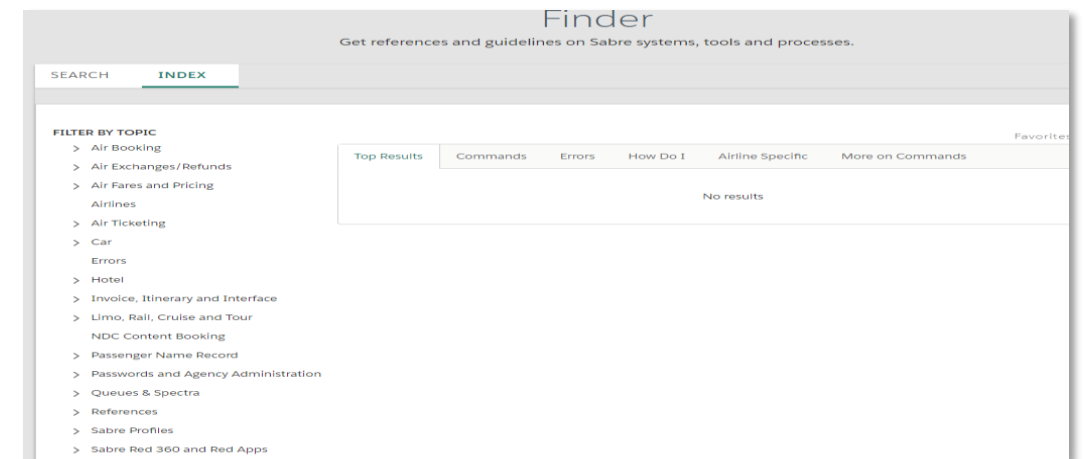 Finder
Get references and guidelines on Sabre systems, tools and processes.
SEARCH INDEX
FILTER BY TOPIC
Favorites
> Air Booking
> Air Exchanges/Refunds
> Air Fares and Pricing
Airlines
> Air Ticketing
> Car
Errors
> Hotel
> Invoice, Itinerary and Interface
> Limo, Rail, Cruise and Tour
NDC Content Booking
> Passenger Name Record
> Passwords and Agency Administration
> Queues & Spectra
> References
> Sabre Profiles
> Sabre Red 360 and Red Apps
Top Results Commands Errors How Do I Airline Specific More on Commands
No results